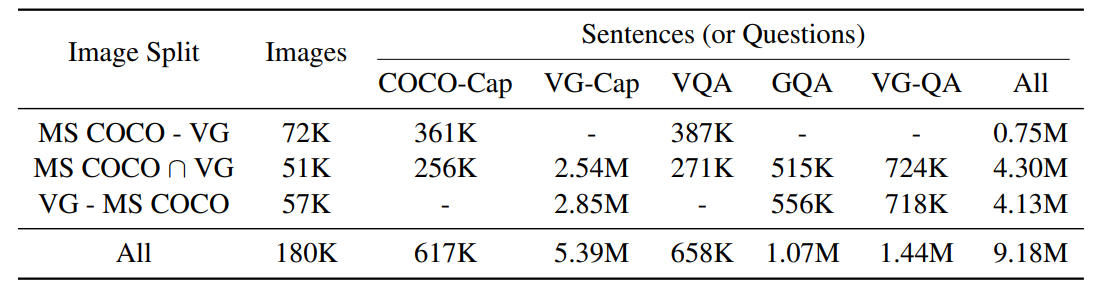 Image Split Images Sentences (or Questions)
COCO-Cap VG-Cap VQA GQA VG-QA All
MS COCO - VG 72K 361K - 387K - - 0.75M
MS COCO ∩ VG 51K 256K 2.54M 271K 515K 724K 4.30M
VG - MS COCO 57K - 2.85M - 556K 718K 4.13M
All 180K 617K 5.39M 658K 1.07M 1.44M 9.18M